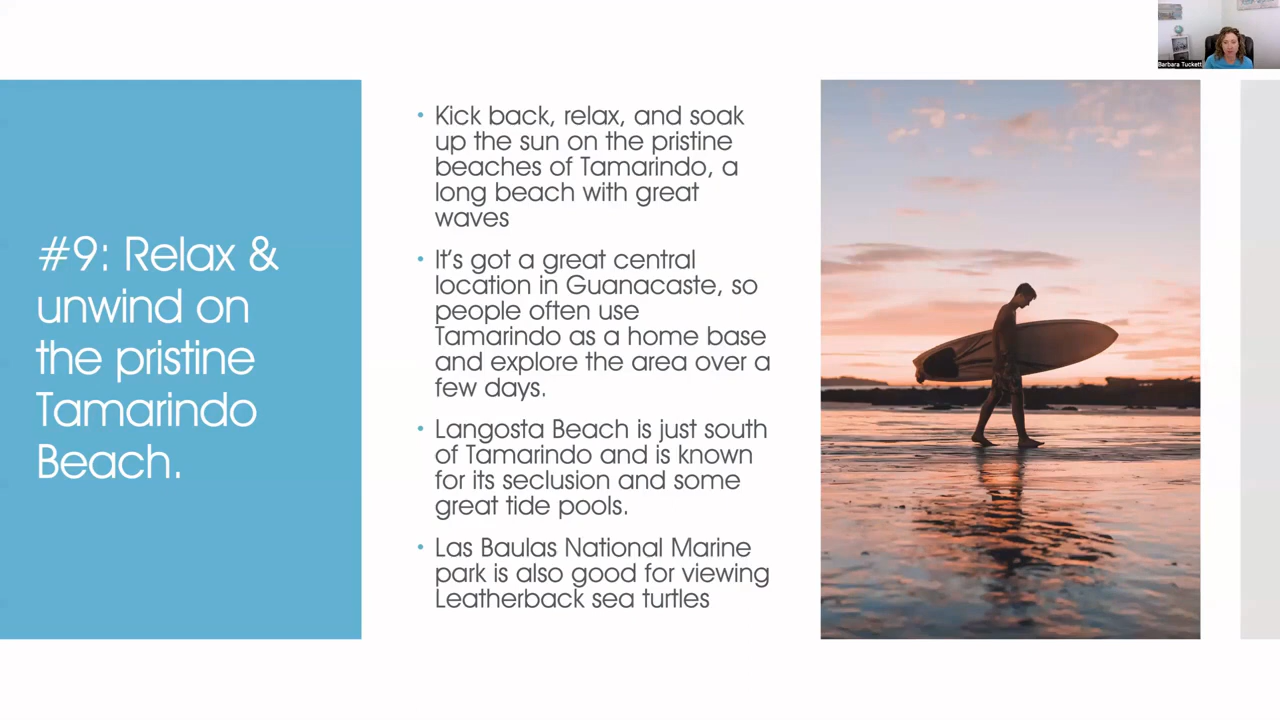 Barbara Tuckett
#9: Relax &
unwind on
the pristine
Tamarindo
Beach.
• Kick back, relax, and soak
up the sun on the pristine
beaches of Tamarindo, a
long beach with great
waves
• It’s got a great central
location in Guanacaste, so
people often use
Tamarindo as a home base
and explore the area over a
few days.
• Langosta Beach is just south
of Tamarindo and is known
for its seclusion and some
great tide pools.
• Las Baulas National Marine
park is also good for viewing
Leatherback sea turtles